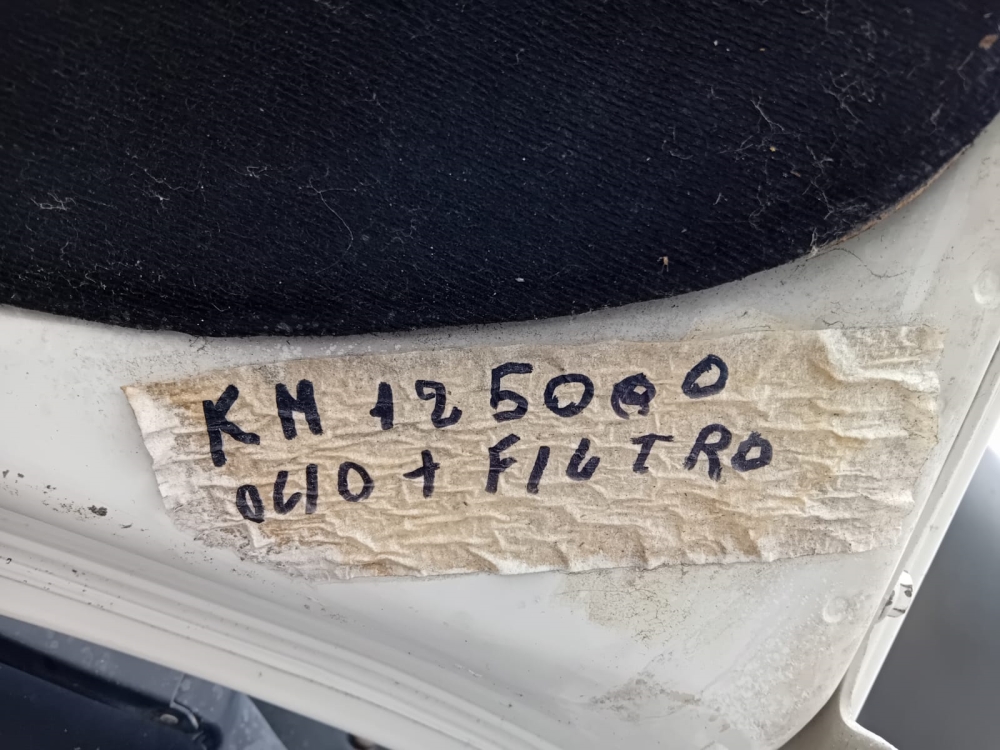 KM 125000
OLIO + FILTRO